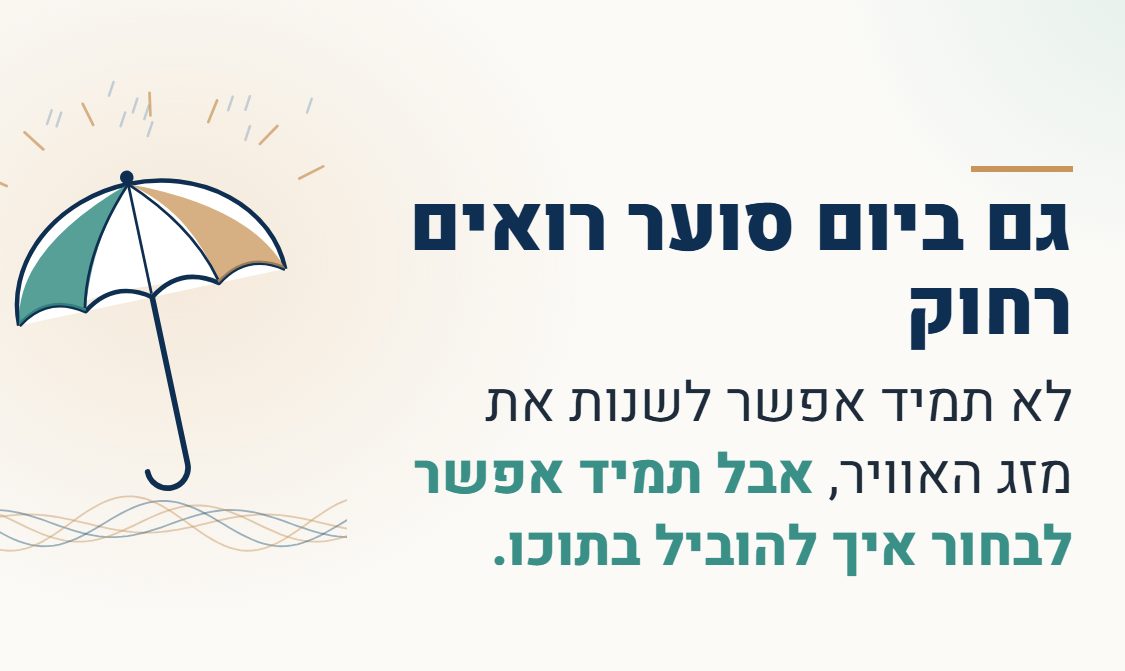 גם ביום סוער רואים
רחוק
לא תמיד אפשר לשנות את
מזג האוויר, אבל תמיד אפשר
לבחור איך להוביל בתוכו.